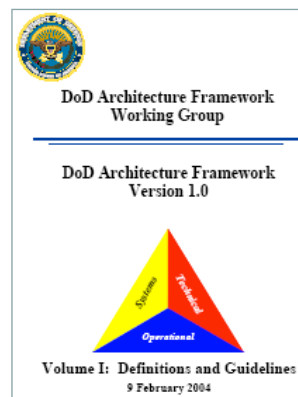 DoD Architecture Framework
Working Group
DoD Architecture Framework
Version 1.0
Systems
Technical
Operational
Volume I: Definitions and Guidelines
9 February 2004